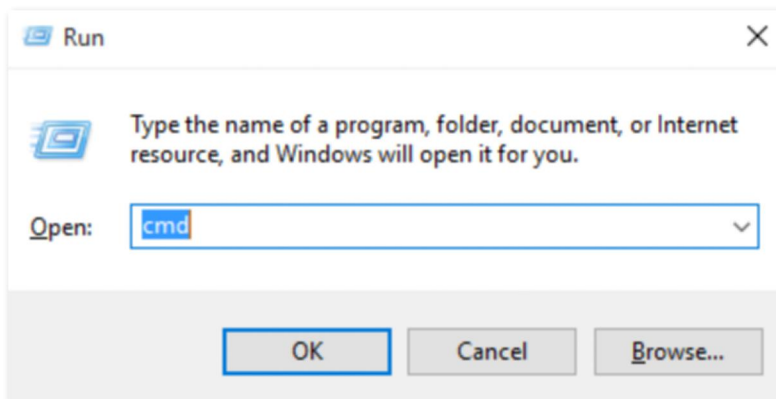 Run
Type the name of a program, folder, document, or Internet
resource, and Windows will open it for you.
Open: cmd
OK Cancel Browse...